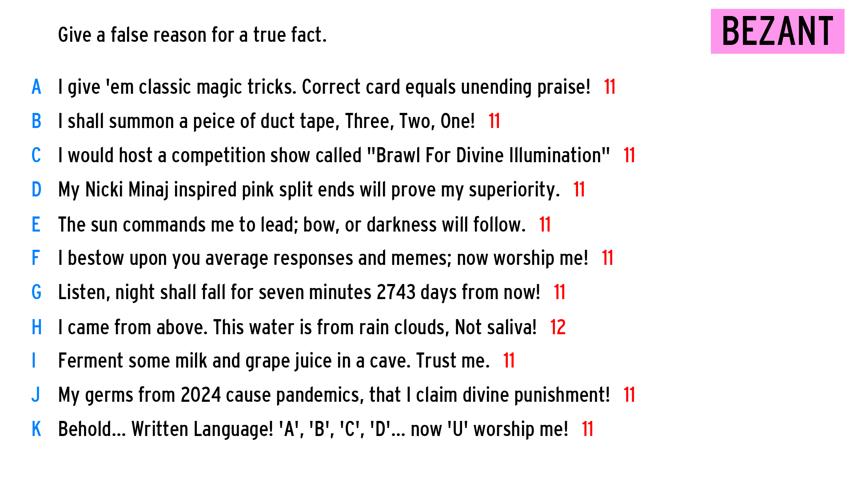 Give a false reason for a true fact.
BEZANT
A I give 'em classic magic tricks. Correct card equals unending praise! 11
B I shall summon a peice of duct tape, Three, Two, One! 11
C I would host a competition show called "Brawl For Divine Illumination" 11
D My Nicki Minaj inspired pink split ends will prove my superiority. 11
E The sun commands me to lead; bow, or darkness will follow. 11
F I bestow upon you average responses and memes; now worship me! 11
G Listen, night shall fall for seven minutes 2743 days from now! 11
H I came from above. This water is from rain clouds, Not saliva! 12
I Ferment some milk and grape juice in a cave. Trust me. 11
J My germs from 2024 cause pandemics, that I claim divine punishment! 11
K Behold... Written Language! 'A', 'B', 'C', 'D'... now 'U' worship me! 11